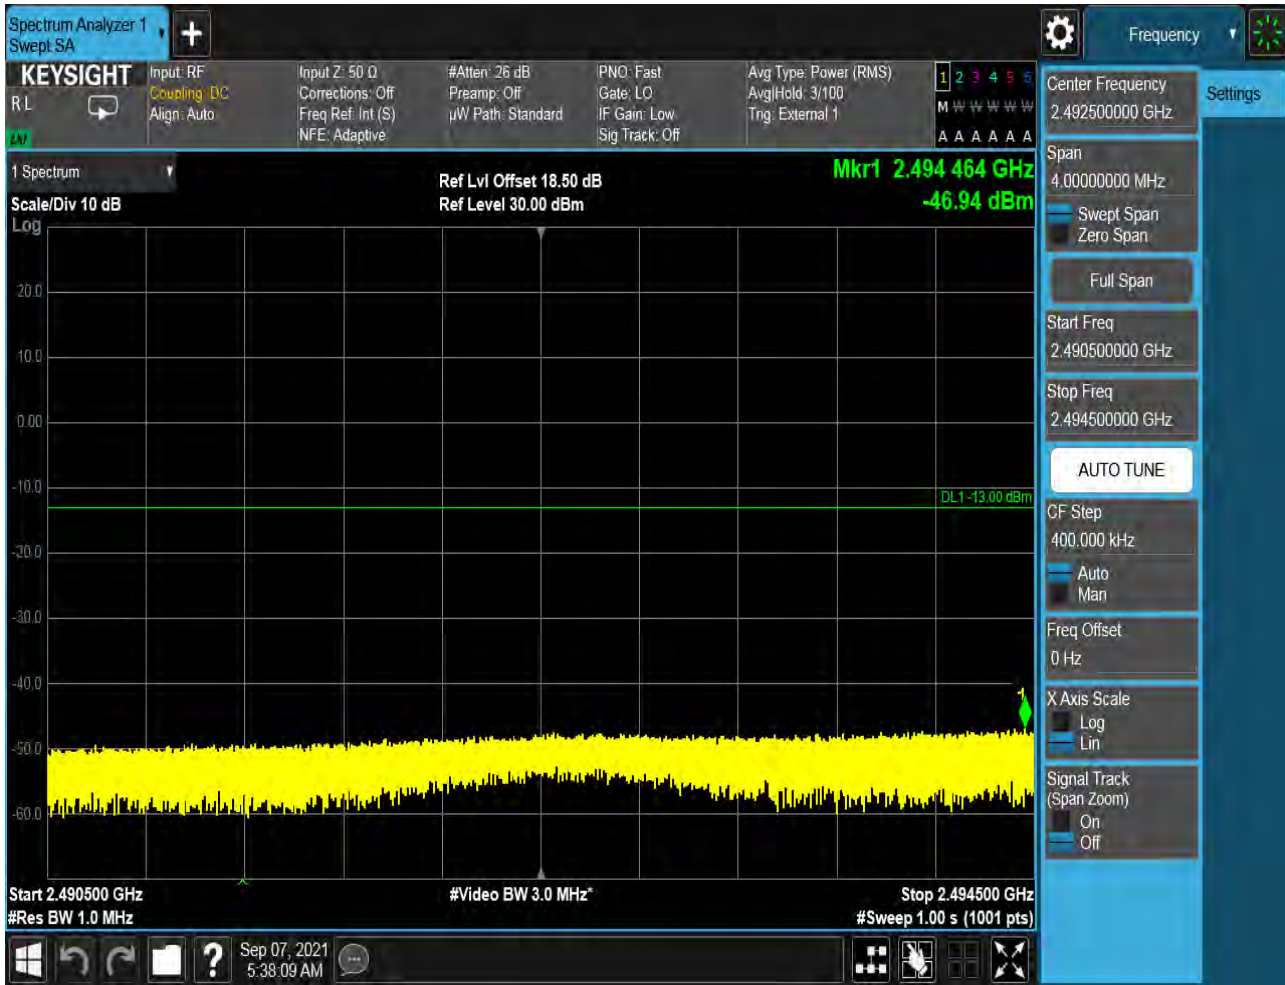 Spectrum Analyzer 1
Swept SA
Frequency
KEYSIGHT
R L
LXI
Input: RF
Coupling: DC
Align: Auto
Input Z: 50 Ω
Corrections: Off
Freq Ref: Int (S)
NFE: Adaptive
#Atten: 26 dB
Preamp: Off
µW Path: Standard
PNO: Fast
Gate: LO
IF Gain: Low
Sig Track: Off
Avg Type: Power (RMS)
Avg|Hold: 3/100
Trig: External 1
1 2 3 4 5 6
M W W W W W
A A A A A A
1 Spectrum
Scale/Div 10 dB
Log
Ref Lvl Offset 18.50 dB
Ref Level 30.00 dBm
Mkr1 2.494 464 GHz
-46.94 dBm
20.0
10.0
0.00
-10.0
DL1 -13.00 dBm
-20.0
-30.0
-40.0
1
-50.0
-60.0
Start 2.490500 GHz
#Video BW 3.0 MHz*
Stop 2.494500 GHz
#Res BW 1.0 MHz
#Sweep 1.00 s (1001 pts)
?
Sep 07, 2021
5:38:09 AM
Center Frequency
2.492500000 GHz
Settings
Span
4.00000000 MHz
Swept Span
Zero Span
Full Span
Start Freq
2.490500000 GHz
Stop Freq
2.494500000 GHz
AUTO TUNE
CF Step
400.000 kHz
Auto
Man
Freq Offset
0 Hz
X Axis Scale
Log
Lin
Signal Track
(Span Zoom)
On
Off